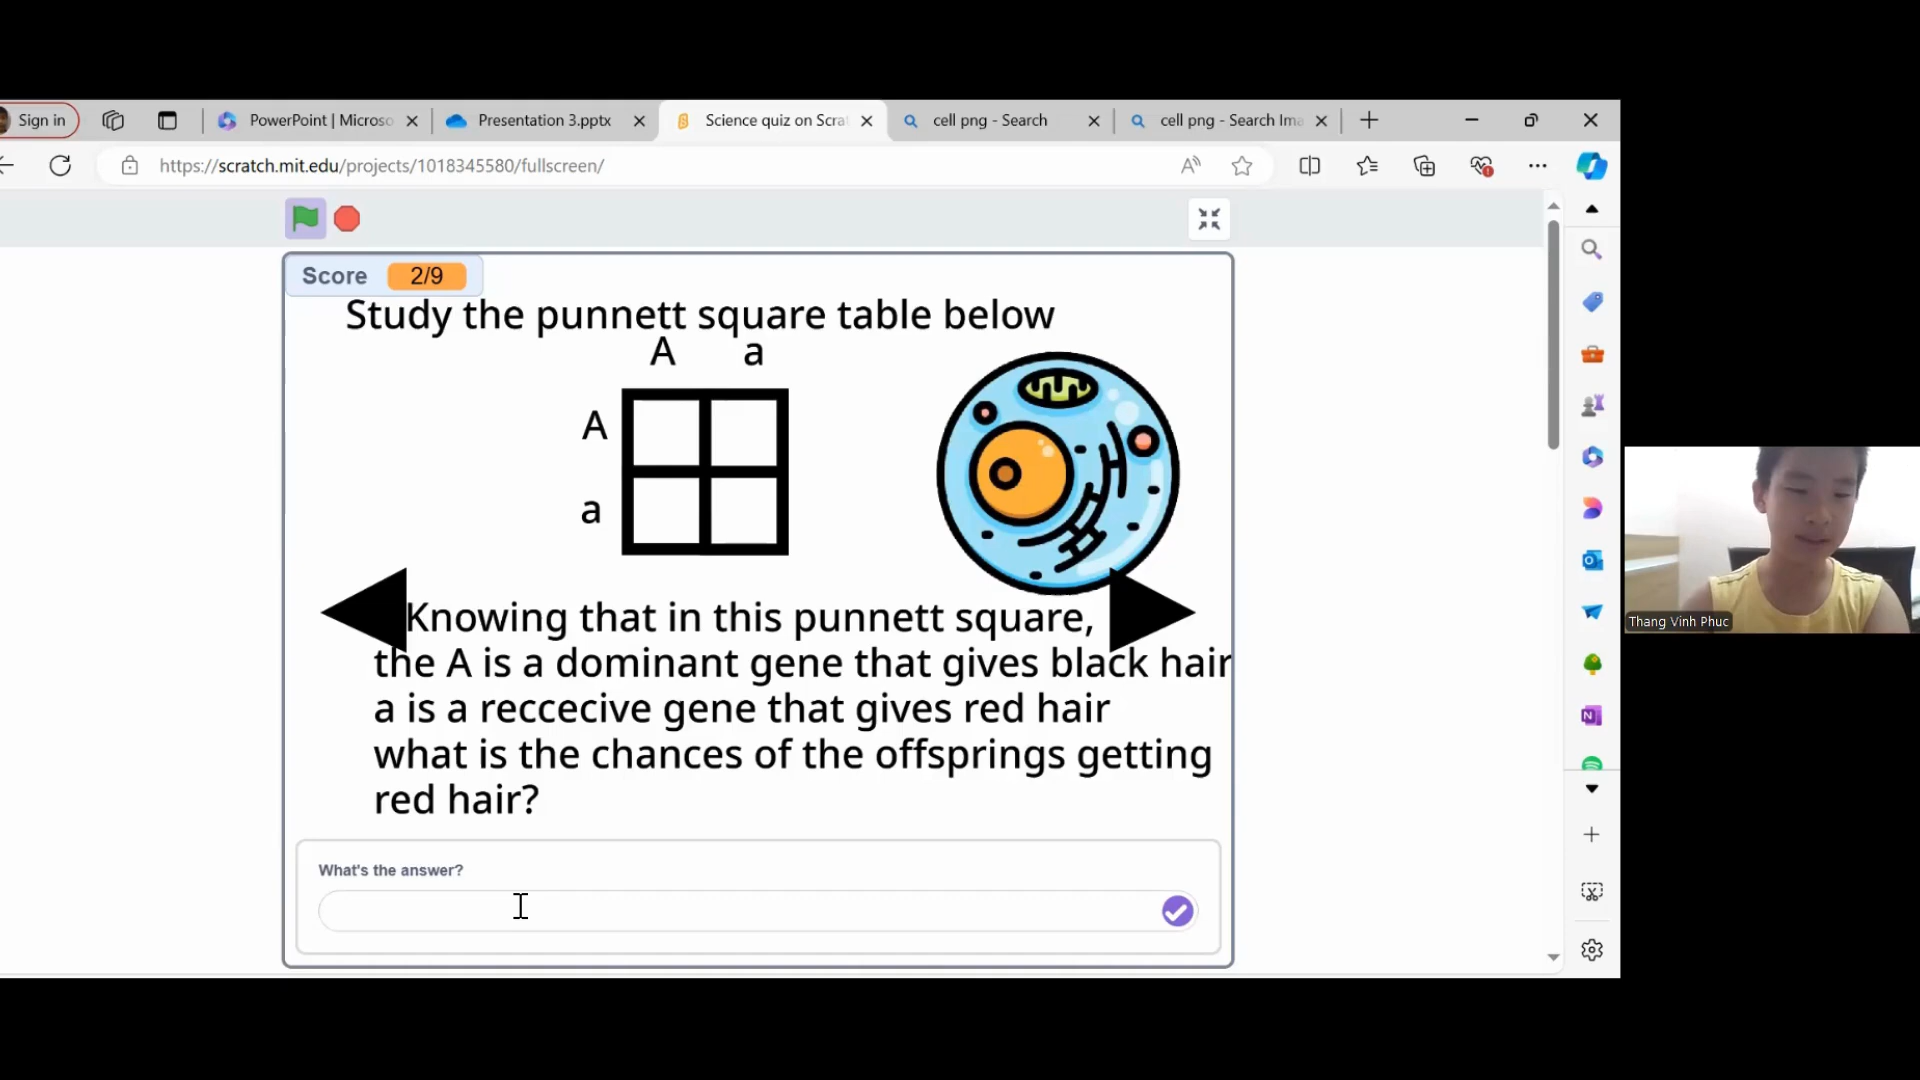 Sign in
PowerPoint | Microso
Presentation 3.pptx
Science quiz on Scra
cell png - Search
cell png - Search Ima
https://scratch.mit.edu/projects/1018345580/fullscreen/
Score 2/9
Study the punnett square table below
A a
A
a
Knowing that in this punnett square,
the A is a dominant gene that gives black hair
a is a reccecive gene that gives red hair
what is the chances of the offsprings getting
red hair?
What's the answer?
Thang Vinh Phuc